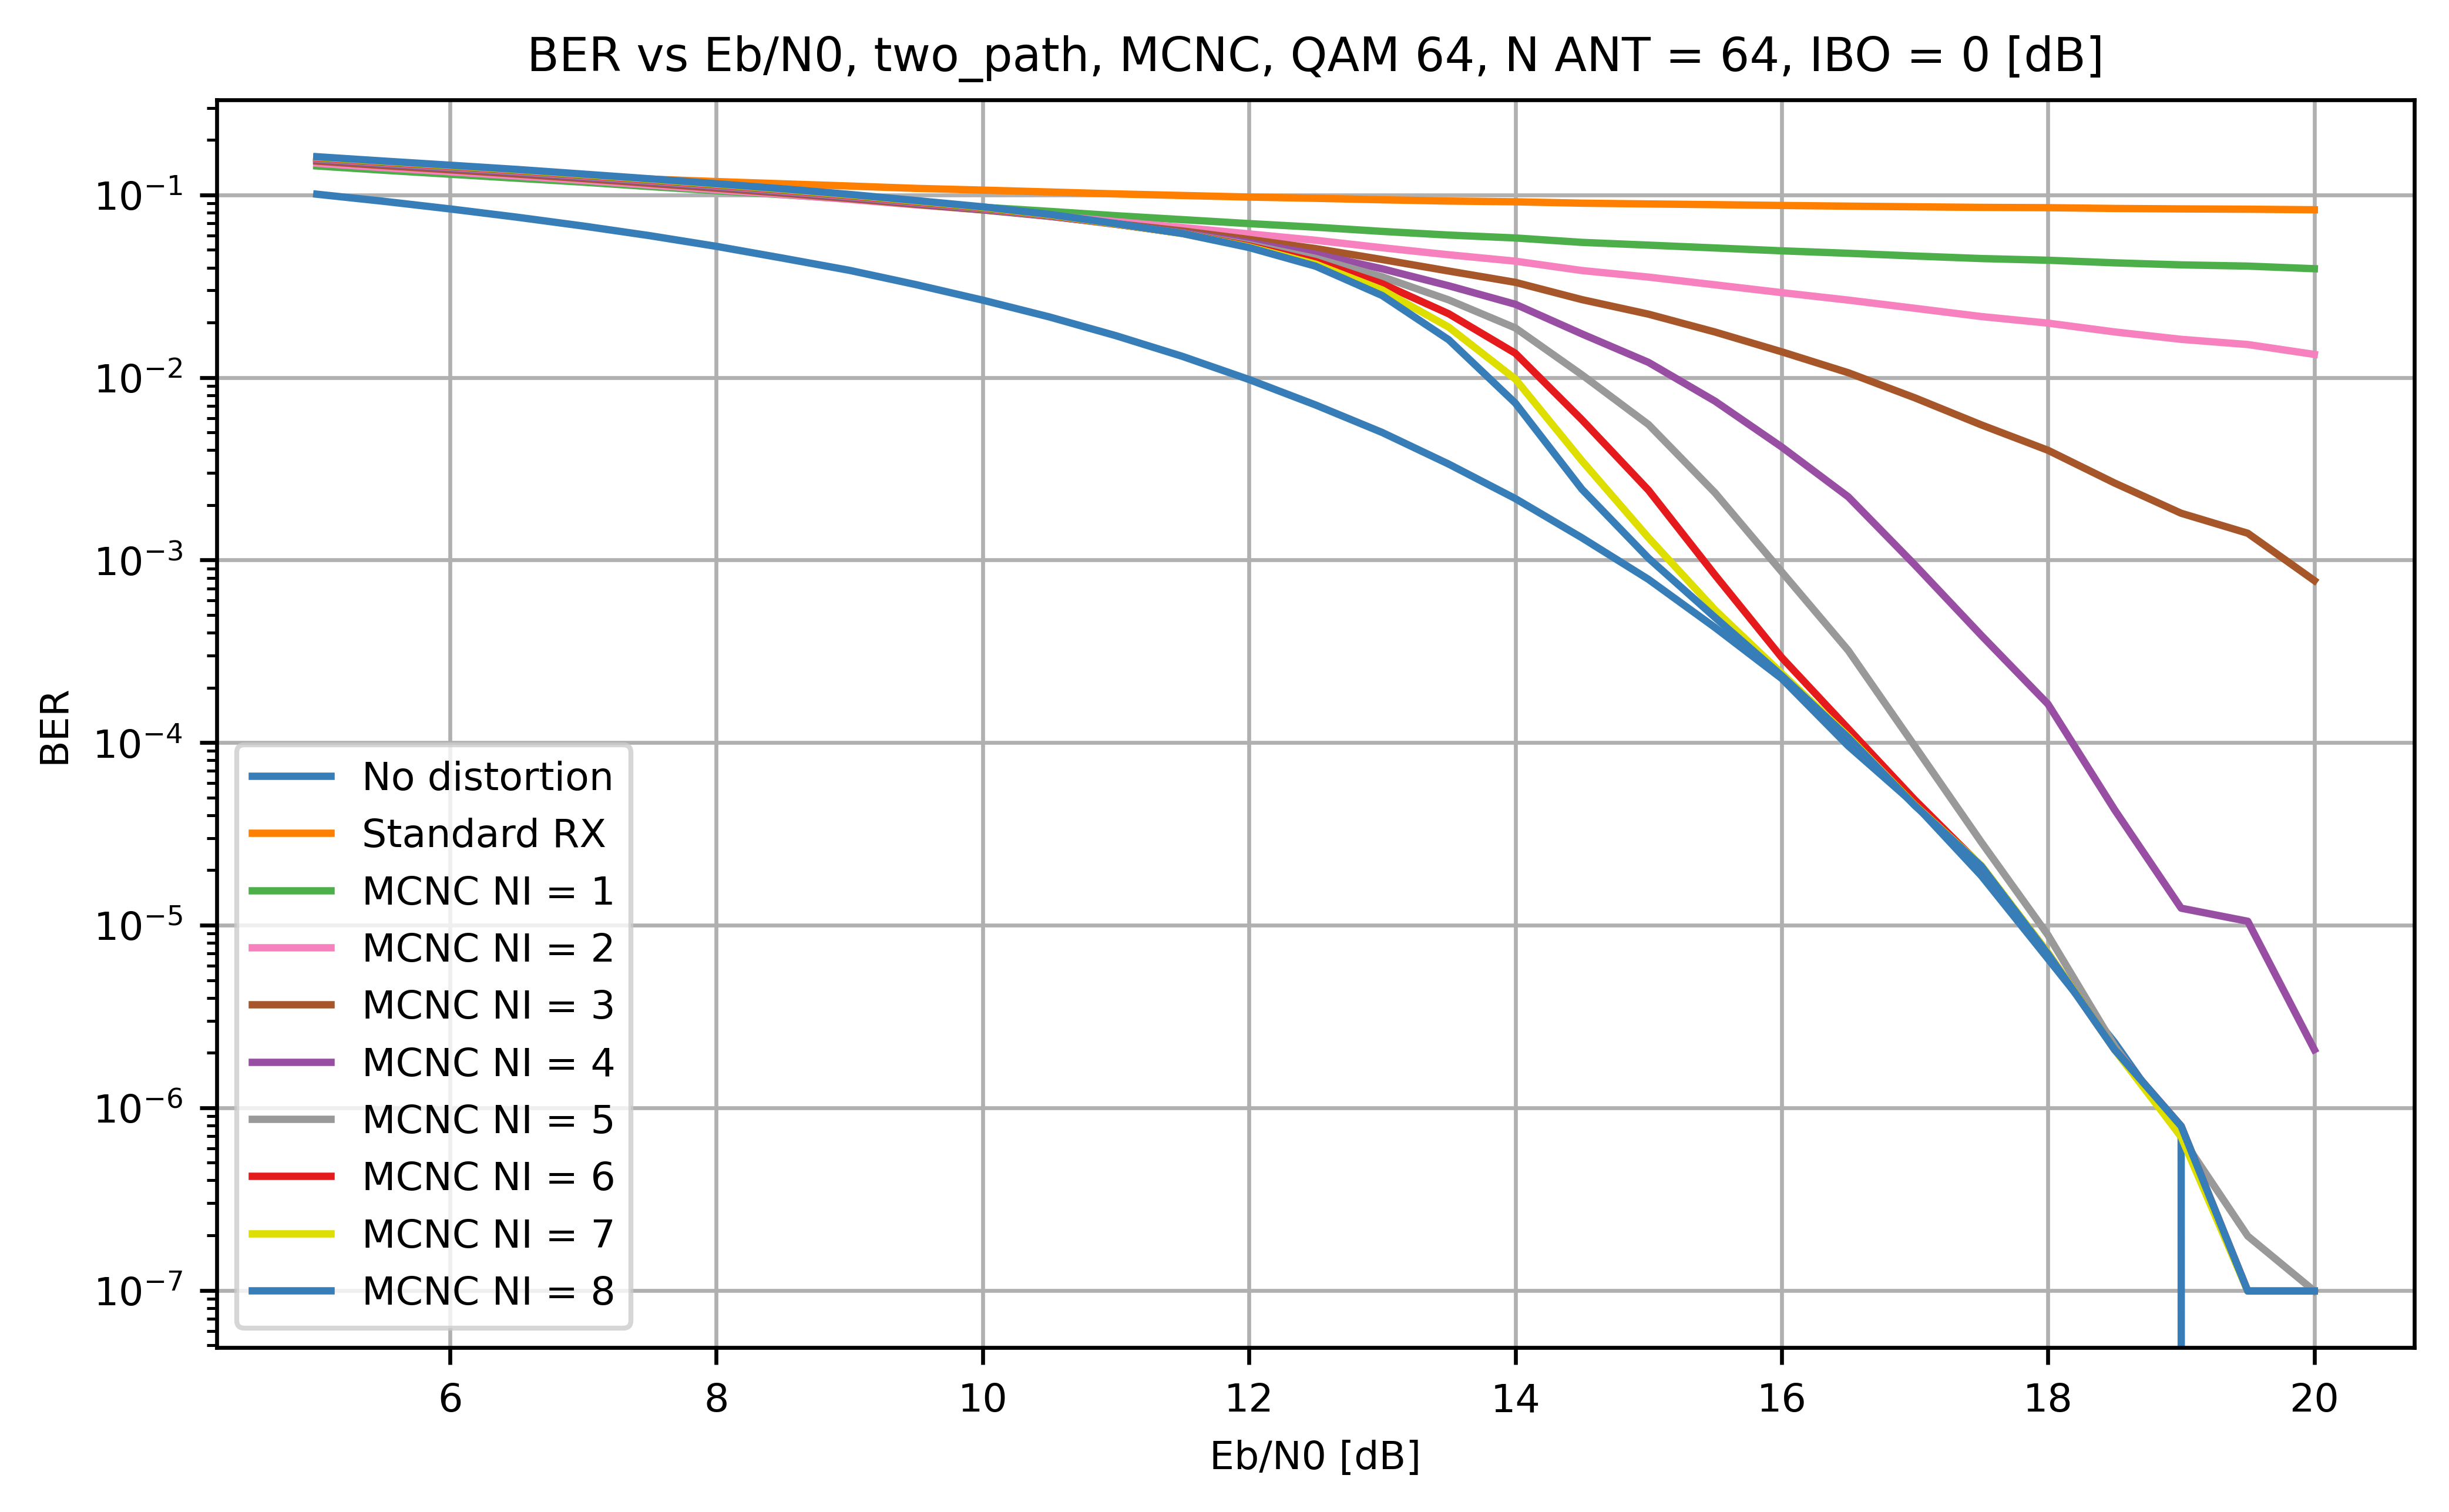 BER vs Eb/N0, two_path, MCNC, QAM 64, N ANT = 64, IBO = 0 [dB]
BER
10⁻¹
10⁻²
10⁻³
10⁻⁴
10⁻⁵
10⁻⁶
10⁻⁷
No distortion
Standard RX
MCNC NI = 1
MCNC NI = 2
MCNC NI = 3
MCNC NI = 4
MCNC NI = 5
MCNC NI = 6
MCNC NI = 7
MCNC NI = 8
6 8 10 12 14 16 18 20
Eb/N0 [dB]